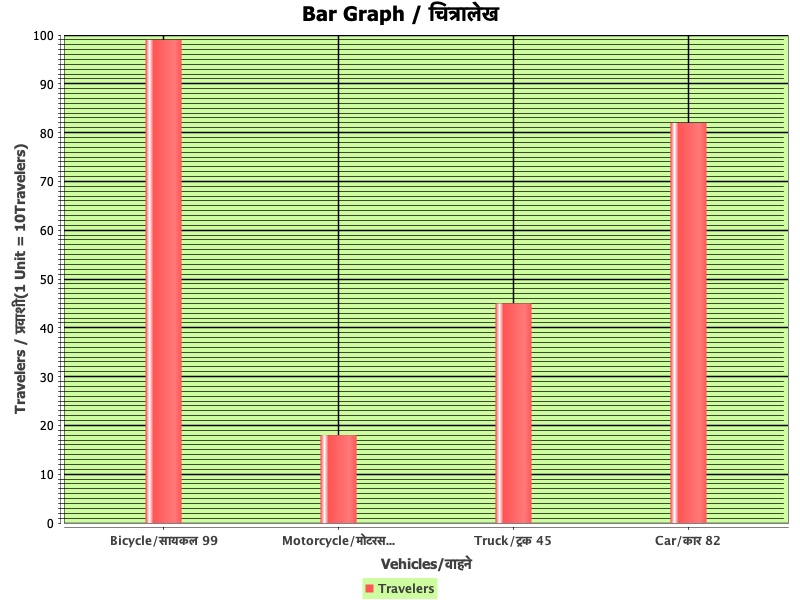 Bar Graph / चित्रालेख
Travelers / प्रवाशी(1 Unit = 10Travelers)
100
90
80
70
60
50
40
30
20
10
0
Bicycle/सायकल 99
Motorcycle/मोटरस...
Truck/ट्रक 45
Car/कार 82
Vehicles/वाहने
Travelers